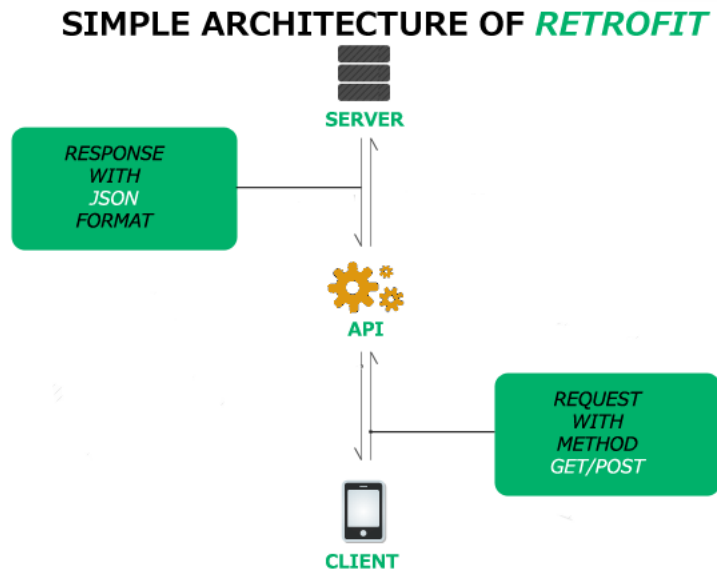 SIMPLE ARCHITECTURE OF RETROFIT
SERVER
RESPONSE
WITH
JSON
FORMAT
API
REQUEST
WITH
METHOD
GET/POST
CLIENT